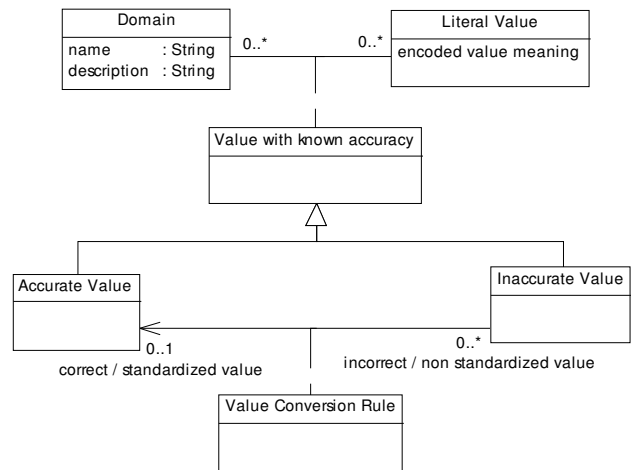 Domain
name : String
description : String
0..*
0..*
Literal Value
encoded value meaning
Value with known accuracy
Accurate Value
Inaccurate Value
0..1
correct / standardized value
0..*
incorrect / non standardized value
Value Conversion Rule